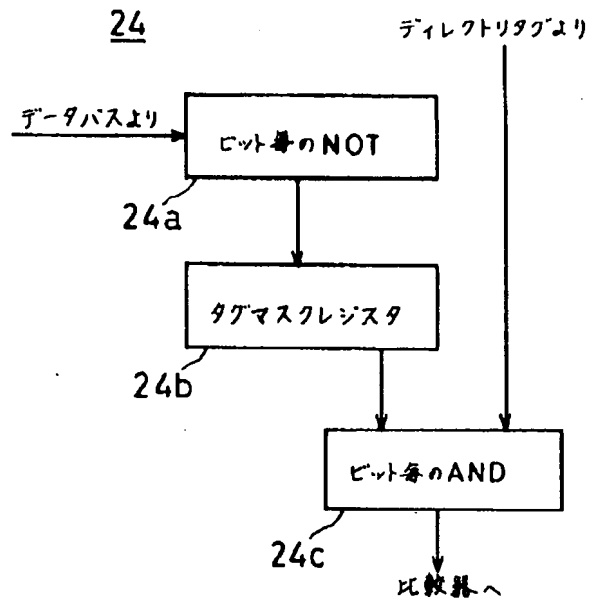 24
ディレクトリタグより
データバスより
ビット毎のNOT
24a
タグマスクレジスタ
24b
ビット毎のAND
24c
比較器へ